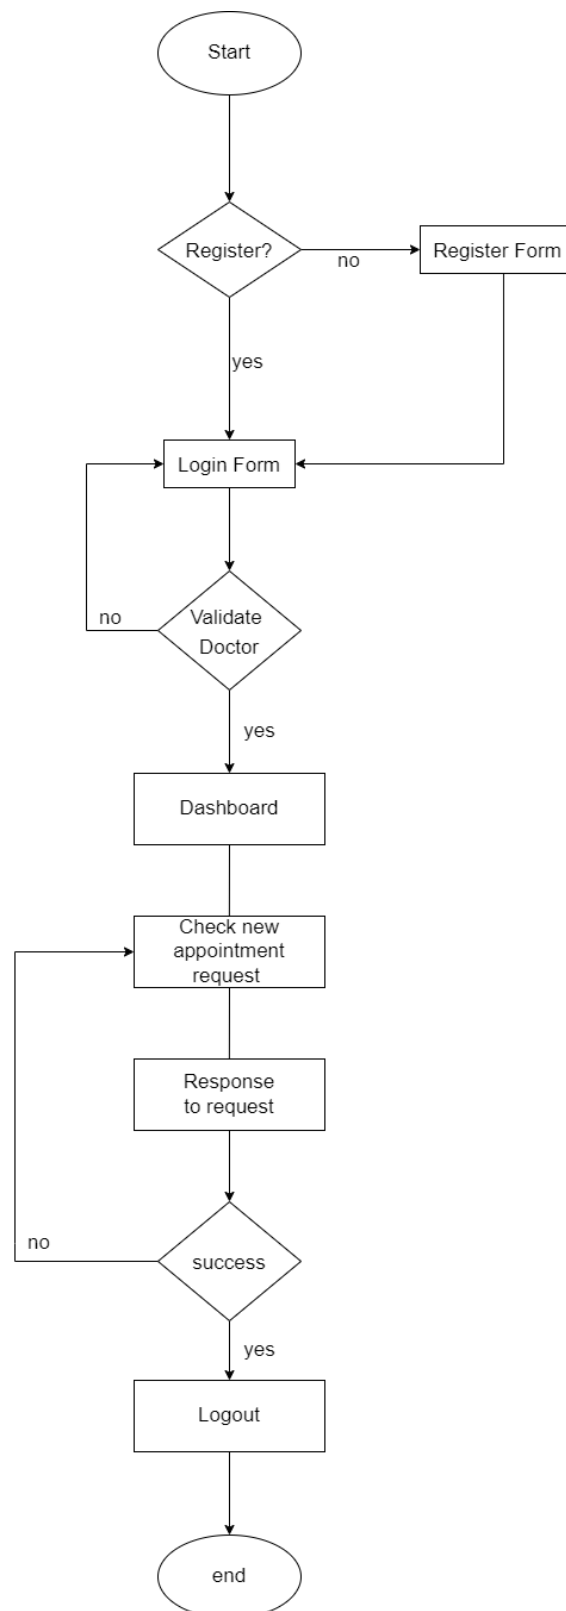 Start
Register?
no
Register Form
yes
Login Form
no
Validate
Doctor
yes
Dashboard
Check new
appointment
request
Response
to request
no
success
yes
Logout
end